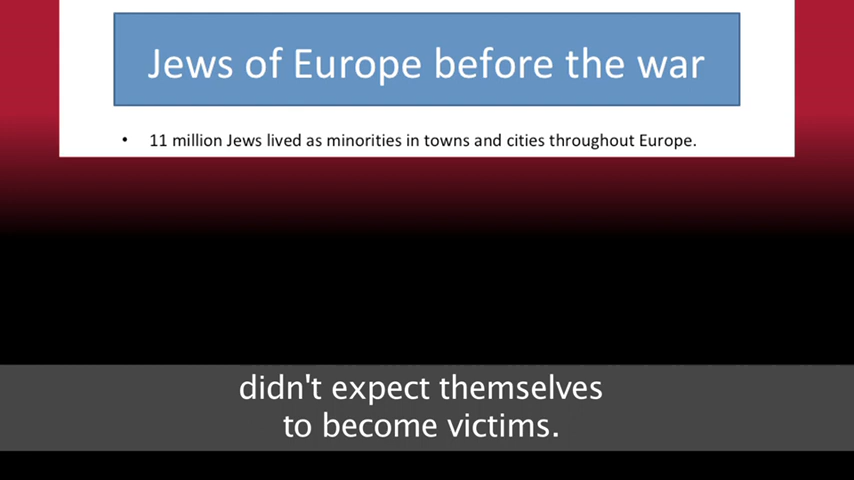 Jews of Europe before the war
• 11 million Jews lived as minorities in towns and cities throughout Europe.
didn't expect themselves
to become victims.